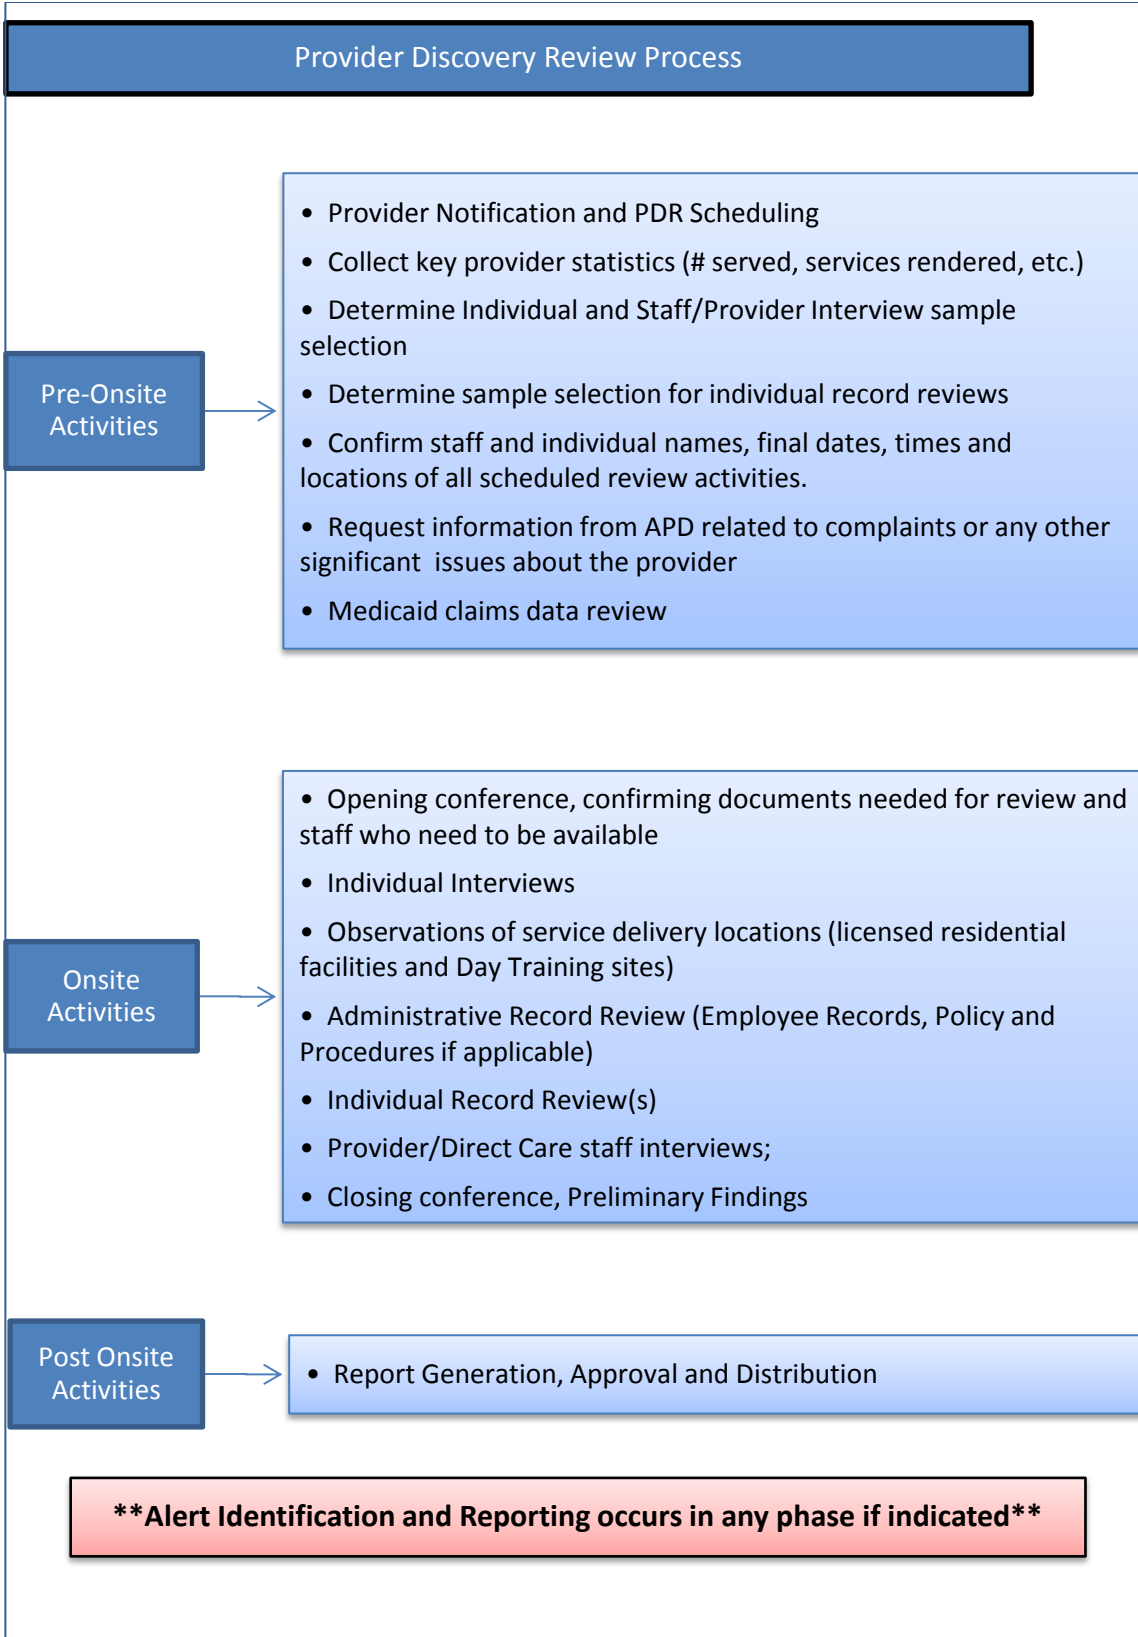 Provider Discovery Review Process
Pre-Onsite
Activities
• Provider Notification and PDR Scheduling
• Collect key provider statistics (# served, services rendered, etc.)
• Determine Individual and Staff/Provider Interview sample
selection
• Determine sample selection for individual record reviews
• Confirm staff and individual names, final dates, times and
locations of all scheduled review activities.
• Request information from APD related to complaints or any other
significant issues about the provider
• Medicaid claims data review
Onsite
Activities
• Opening conference, confirming documents needed for review and
staff who need to be available
• Individual Interviews
• Observations of service delivery locations (licensed residential
facilities and Day Training sites)
• Administrative Record Review (Employee Records, Policy and
Procedures if applicable)
• Individual Record Review(s)
• Provider/Direct Care staff interviews;
• Closing conference, Preliminary Findings
Post Onsite
Activities
• Report Generation, Approval and Distribution
**Alert Identification and Reporting occurs in any phase if indicated**